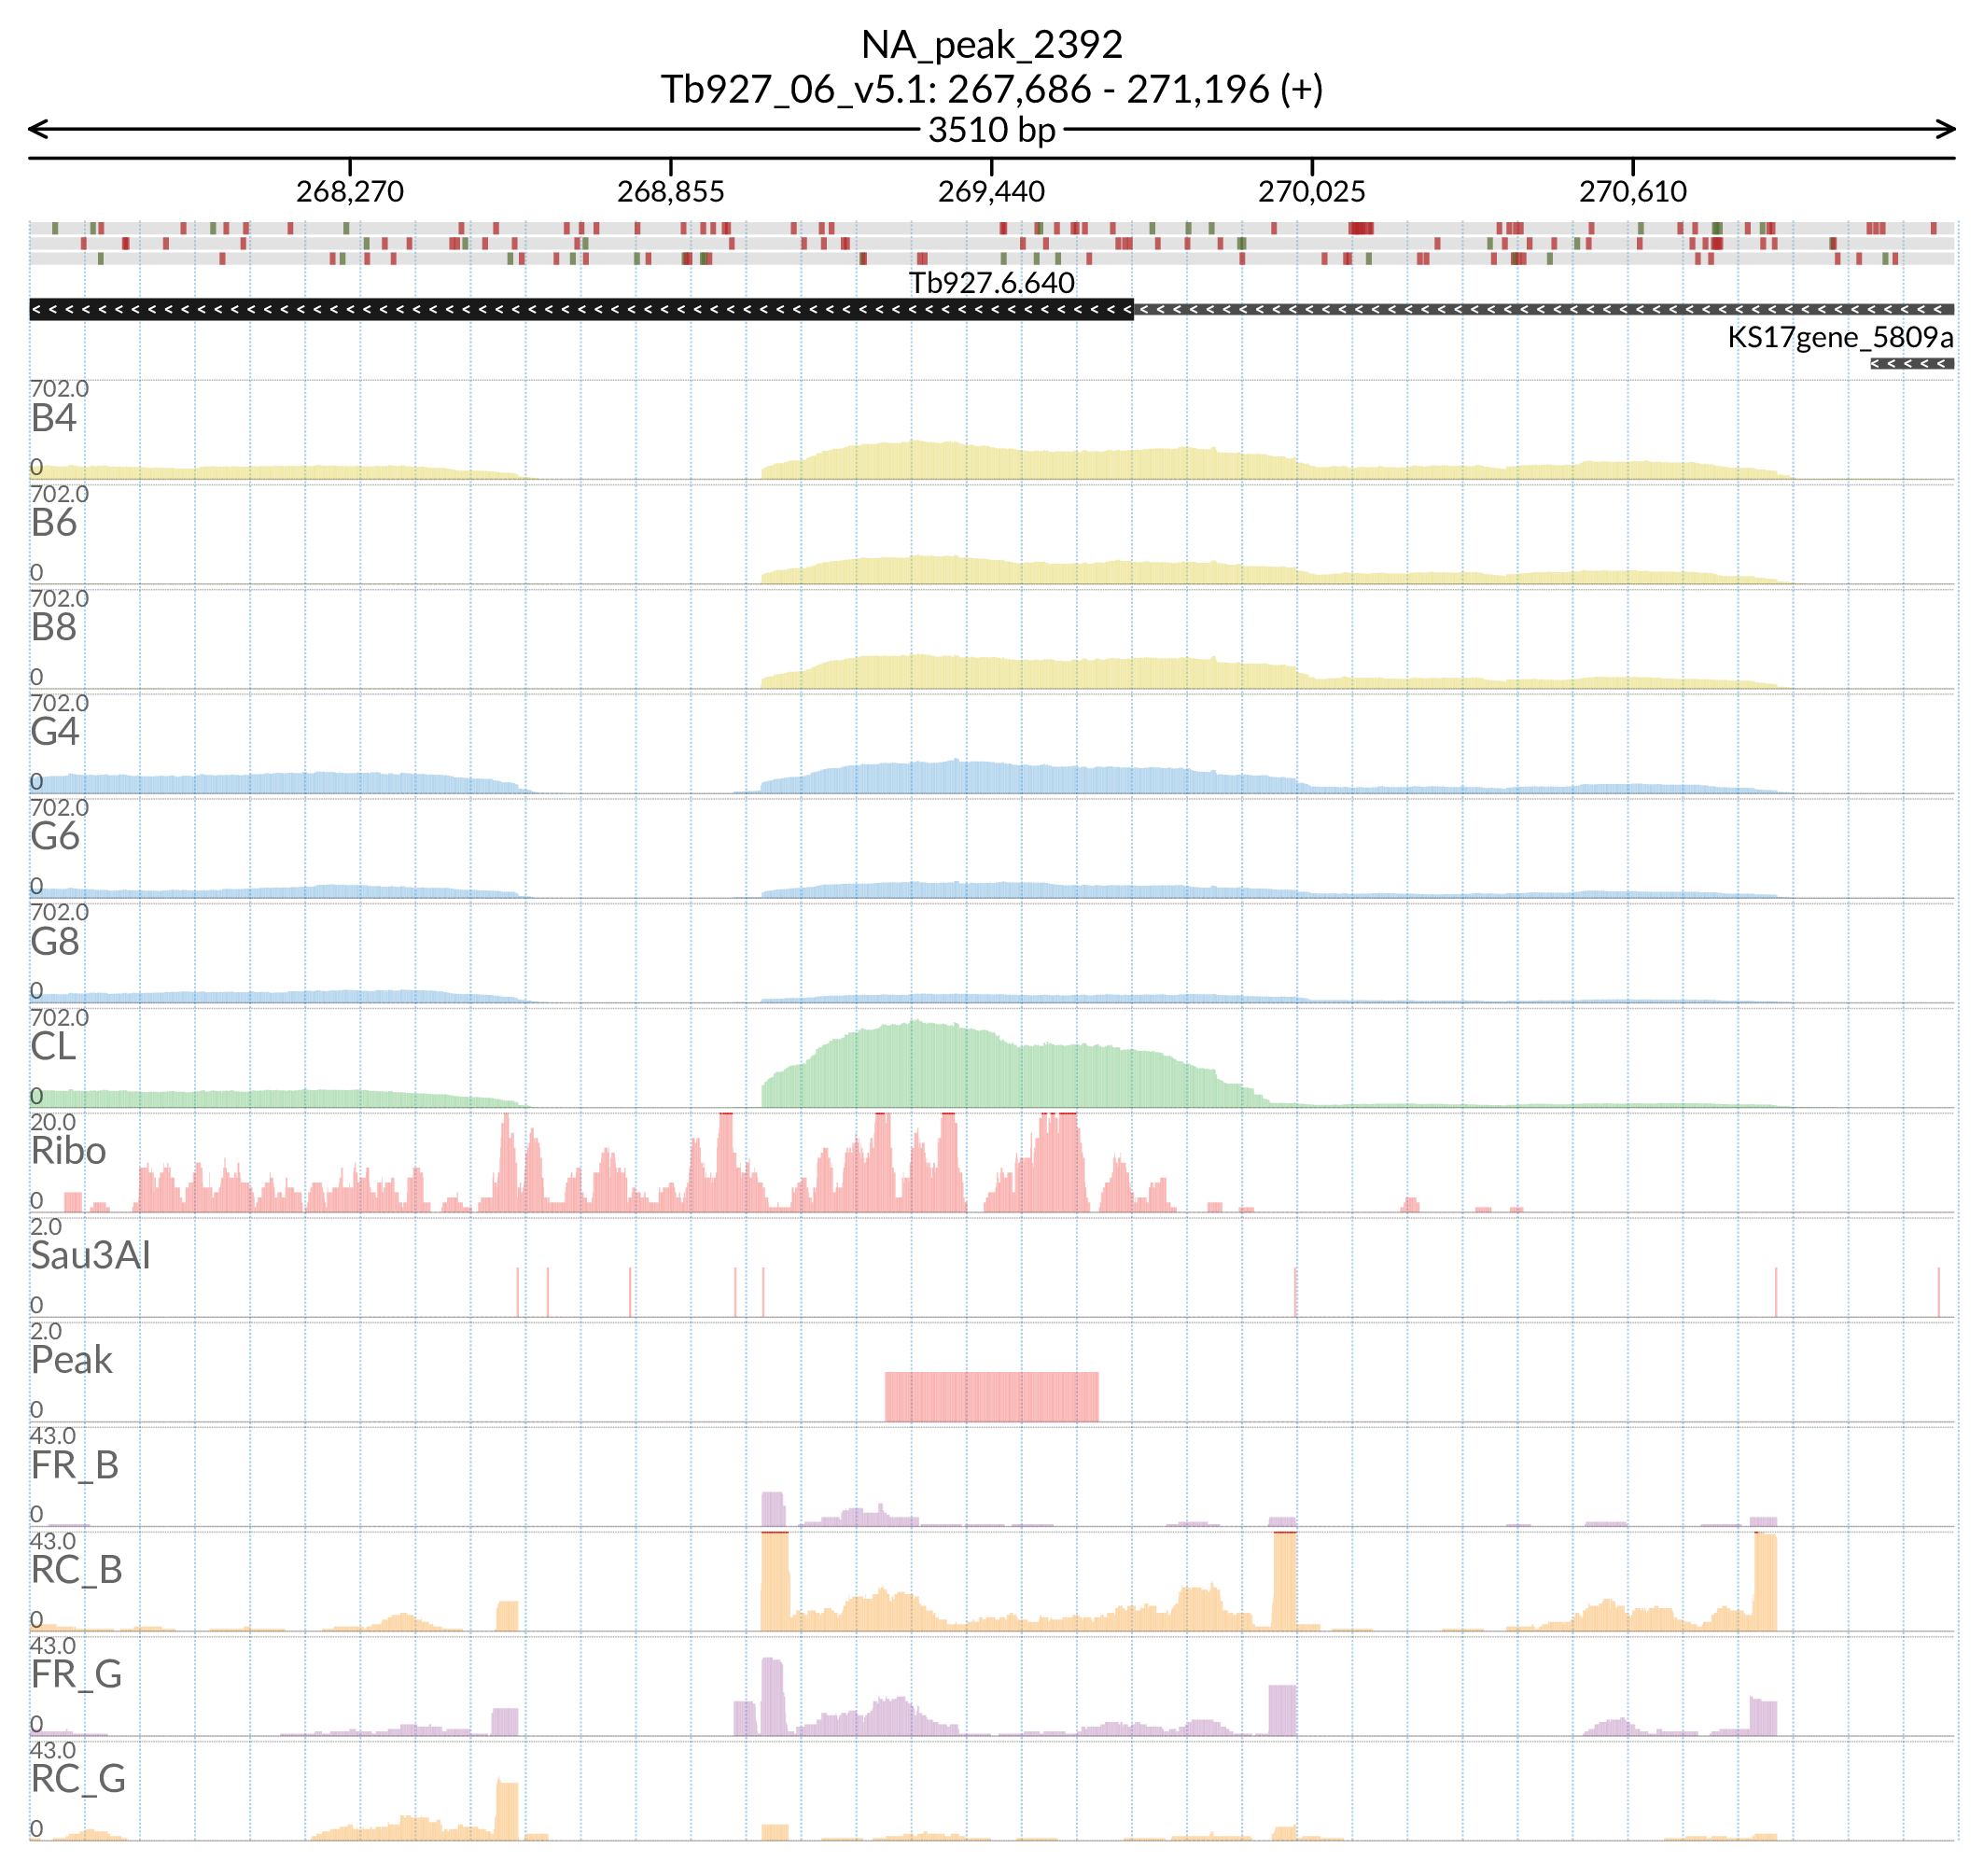 NA_peak_2392
Tb927_06_v5.1: 267,686 - 271,196 (+)
3510 bp
268,270 268,855 269,440 270,025 270,610
Tb927.6.640
KS17gene_5809a
702.0
B4
0
702.0
B6
0
702.0
B8
0
702.0
G4
0
702.0
G6
0
702.0
G8
0
702.0
CL
0
20.0
Ribo
0
2.0
Sau3AI
0
2.0
Peak
0
43.0
FR_B
0
43.0
RC_B
0
43.0
FR_G
0
43.0
RC_G
0